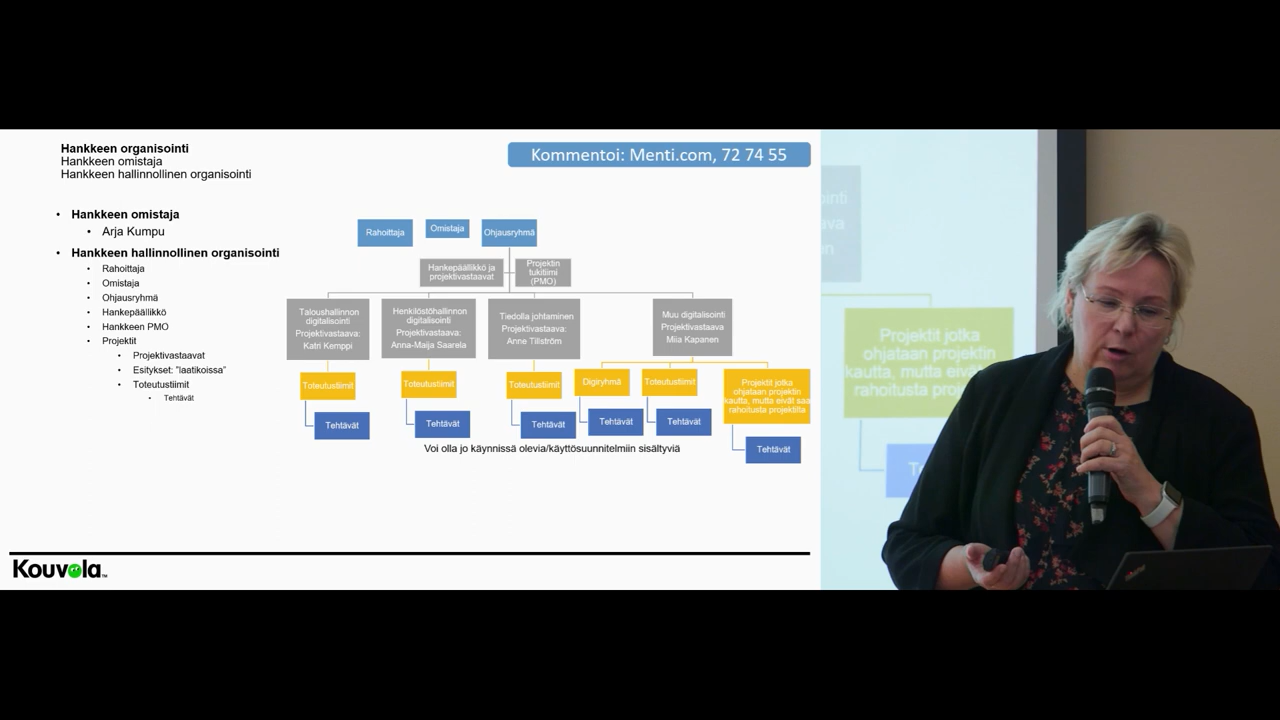 Hankkeen organisointi
Hankkeen omistaja
Hankkeen hallinnollinen organisointi
Kommentoi: Menti.com, 72 74 55
• Hankkeen omistaja
• Arja Kumpu
• Hankkeen hallinnollinen organisointi
• Rahoittaja
• Omistaja
• Ohjausryhmä
• Hankepäällikkö
• Hankkeen PMO
• Projektit
• Projektivastaavat
• Esitykset: "laatikoissa"
• Toteutustiimit
• Tehtävät
Rahoittaja
Omistaja
Ohjausryhmä
Hankepäällikkö ja
projektivastaavat
Projektin
tukitiimi
(PMO)
Taloushallinnon
digitalisointi
Projektivastaava:
Katri Kemppi
Henkilöstöhallinnon
digitalisointi
Projektivastaava:
Anna-Maija Saarela
Tiedolla johtaminen
Projektivastaava:
Anne Tillström
Muu digitalisointi
Projektivastaava
Miia Kapanen
Toteutustiimit
Tehtävät
Toteutustiimit
Tehtävät
Toteutustiimit
Tehtävät
Digiryhmä
Tehtävät
Toteutustiimit
Tehtävät
Projektit jotka
ohjataan projektin
kautta, mutta eivät saa
rahoitusta projektilta
Tehtävät
Voi olla jo käynnissä olevia/käyttösuunnitelmiin sisältyviä
Kouvola™
Projektit jotka
ohjataan projektin
kautta, mutta
rahoitusta